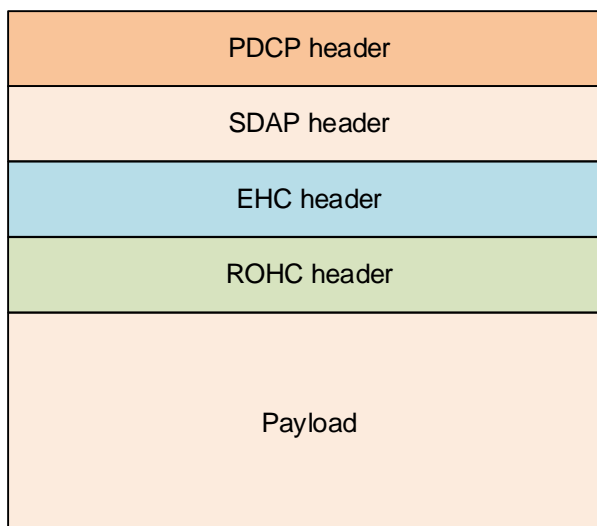 PDCP header
SDAP header
EHC header
ROHC header
Payload